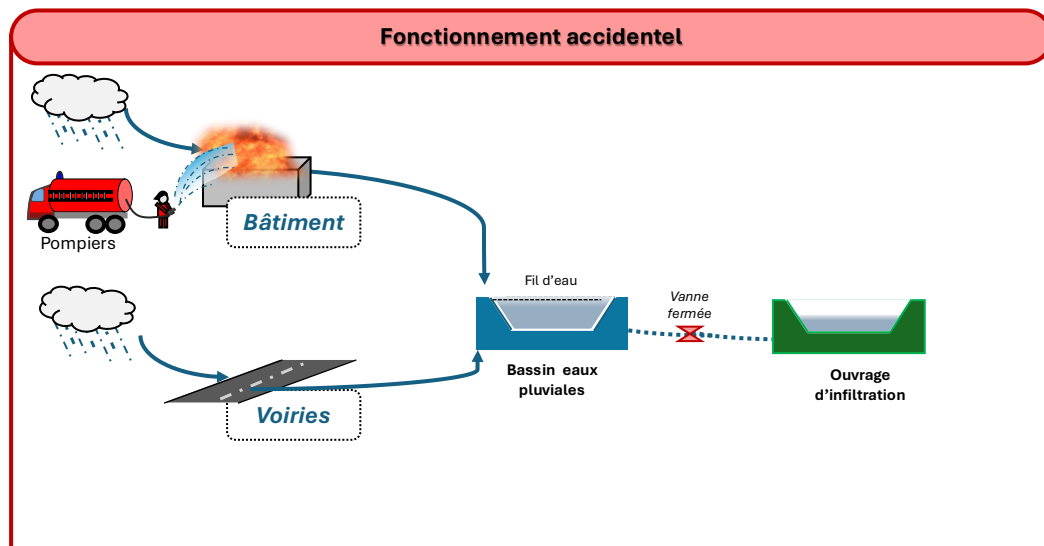 Fonctionnement accidentel
Bâtiment
Pompiers
Fil d'eau
Vanne
fermée
Bassin eaux
pluviales
Ouvrage
d'infiltration
Voiries